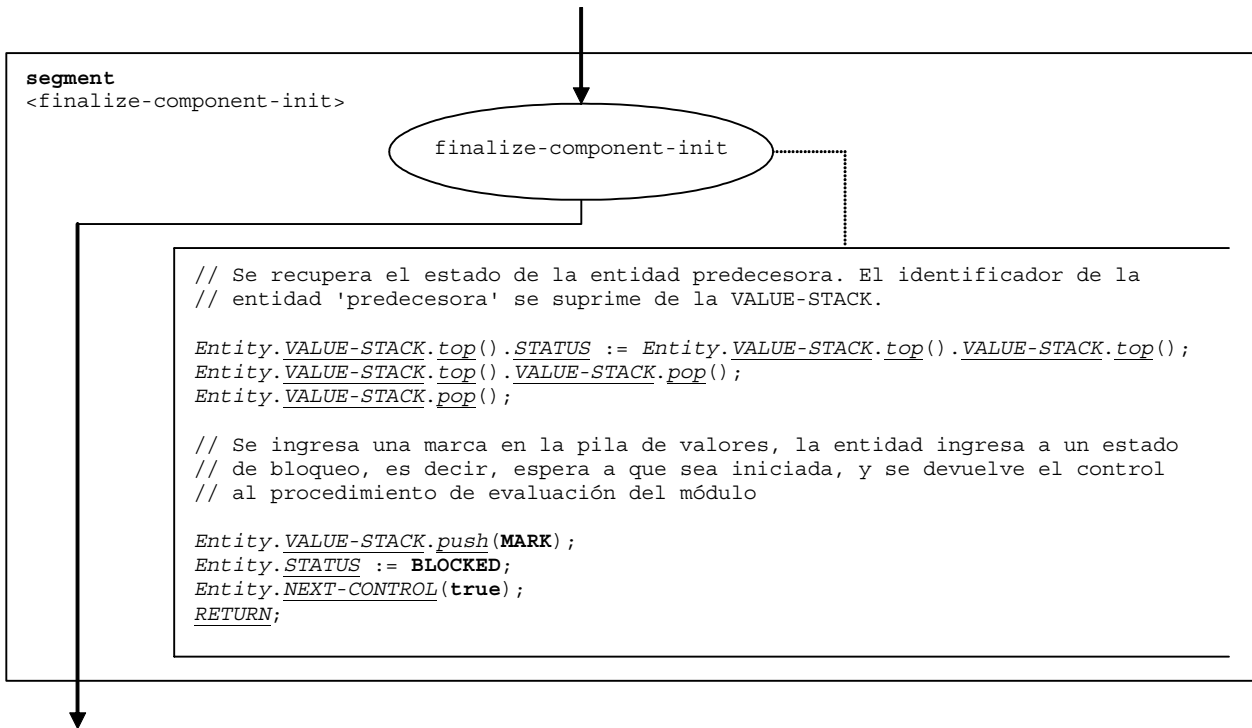 segment
<finalize-component-init>
finalize-component-init
// Se recupera el estado de la entidad predecesora. El identificador de la
// entidad 'predecesora' se suprime de la VALUE-STACK.
Entity.VALUE-STACK.top().STATUS := Entity.VALUE-STACK.top().VALUE-STACK.top();
Entity.VALUE-STACK.top().VALUE-STACK.pop();
Entity.VALUE-STACK.pop();
// Se ingresa una marca en la pila de valores, la entidad ingresa a un estado
// de bloqueo, es decir, espera a que sea iniciada, y se devuelve el control
// al procedimiento de evaluación del módulo
Entity.VALUE-STACK.push(MARK);
Entity.STATUS := BLOCKED;
Entity.NEXT-CONTROL(true);
RETURN;